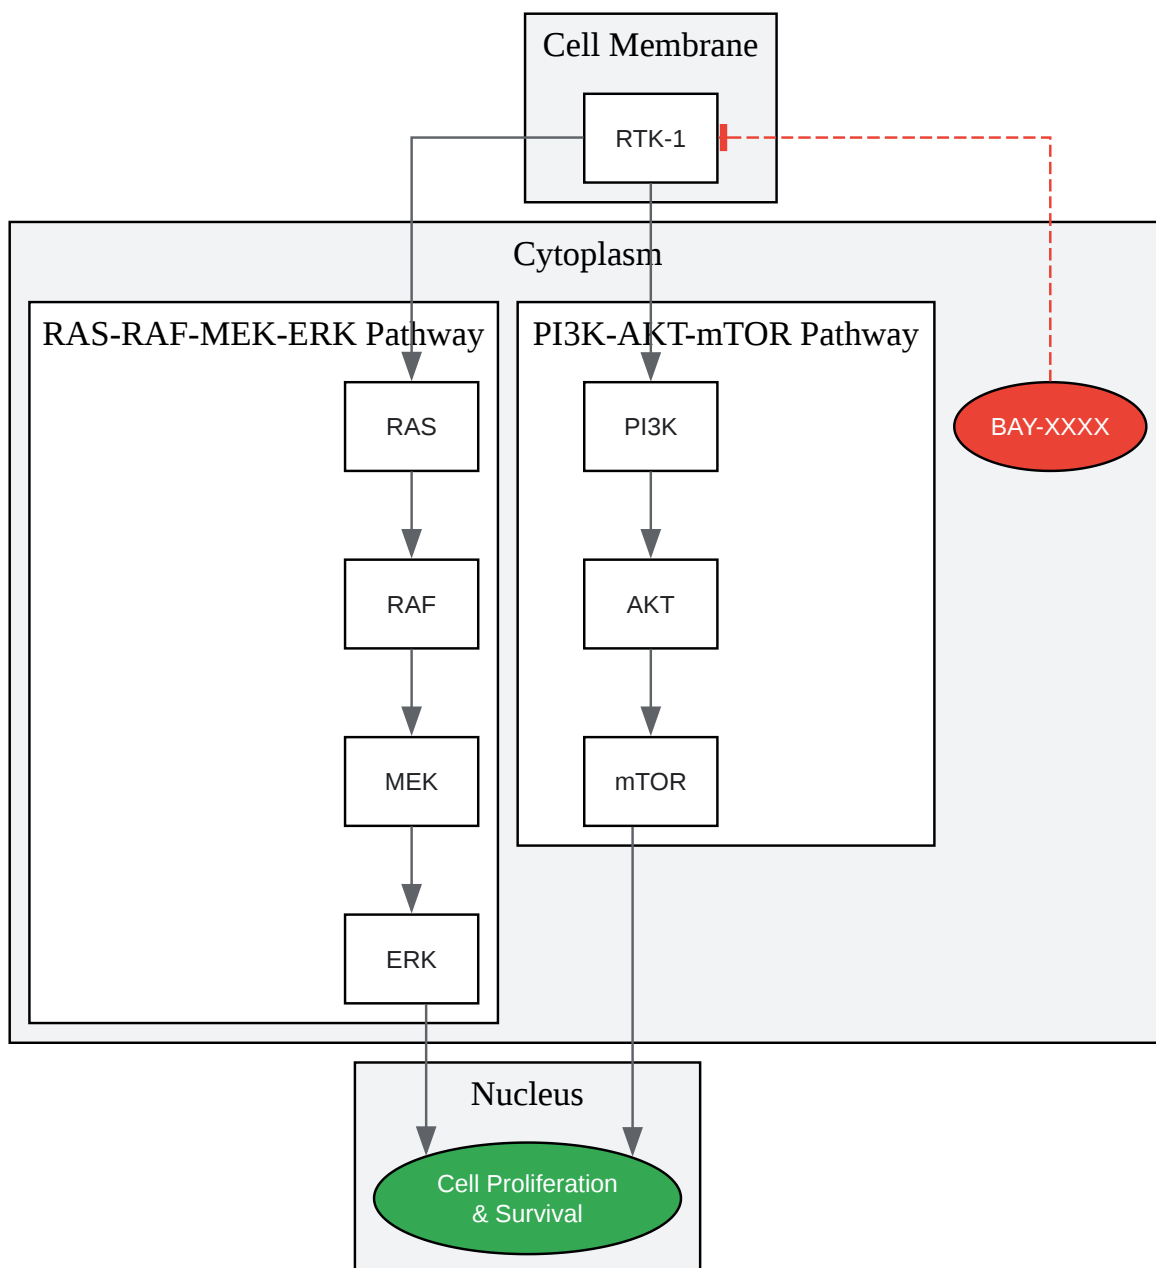 Cell Membrane
RTK-1
Cytoplasm
RAS-RAF-MEK-ERK Pathway
PI3K-AKT-mTOR Pathway
RAS
PI3K
BAY-XXXX
RAF
AKT
MEK
mTOR
ERK
Nucleus
Cell Proliferation
& Survival